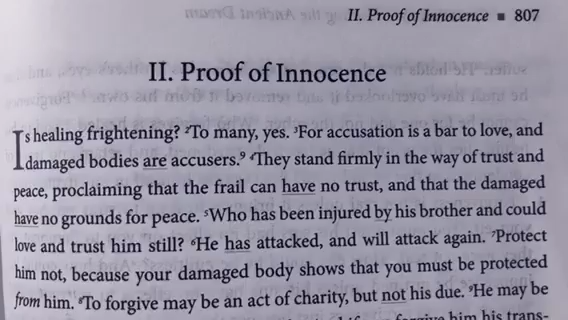 II. Proof of Innocence ■ 807
II. Proof of Innocence
Is healing frightening? ²To many, yes. ³For accusation is a bar to love, and
damaged bodies are accusers.⁹ ⁴They stand firmly in the way of trust and
peace, proclaiming that the frail can have no trust, and that the damaged
have no grounds for peace. ⁵Who has been injured by his brother and could
love and trust him still? ⁶He has attacked, and will attack again. ⁷Protect
him not, because your damaged body shows that you must be protected
from him. ⁸To forgive may be an act of charity, but not his due. ⁹He may be
forgive him his trans-